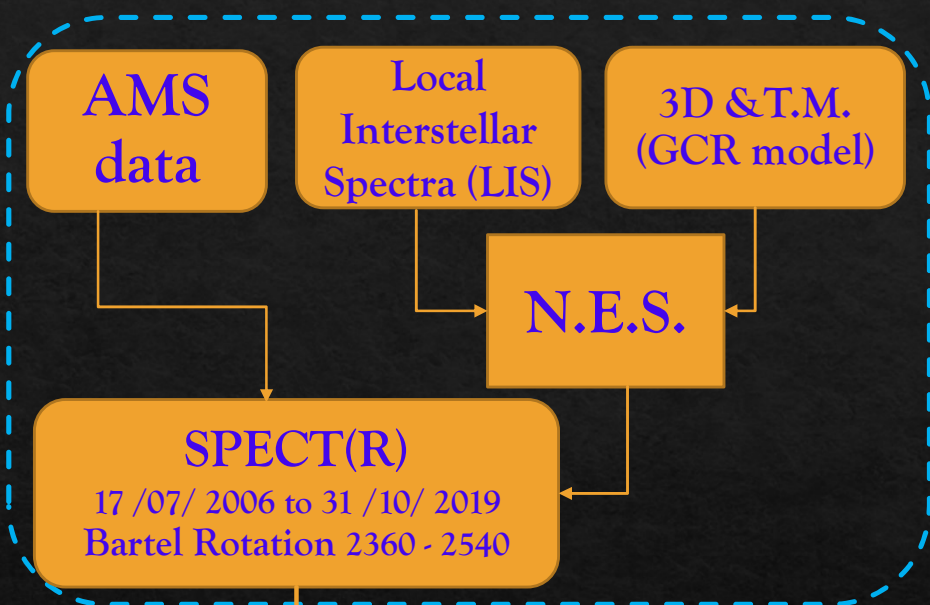 AMS
data
Local
Interstellar
Spectra (LIS)
3D &T.M.
(GCR model)
N.E.S.
SPECT(R)
17 /07/ 2006 to 31 /10/ 2019
Bartel Rotation 2360 - 2540